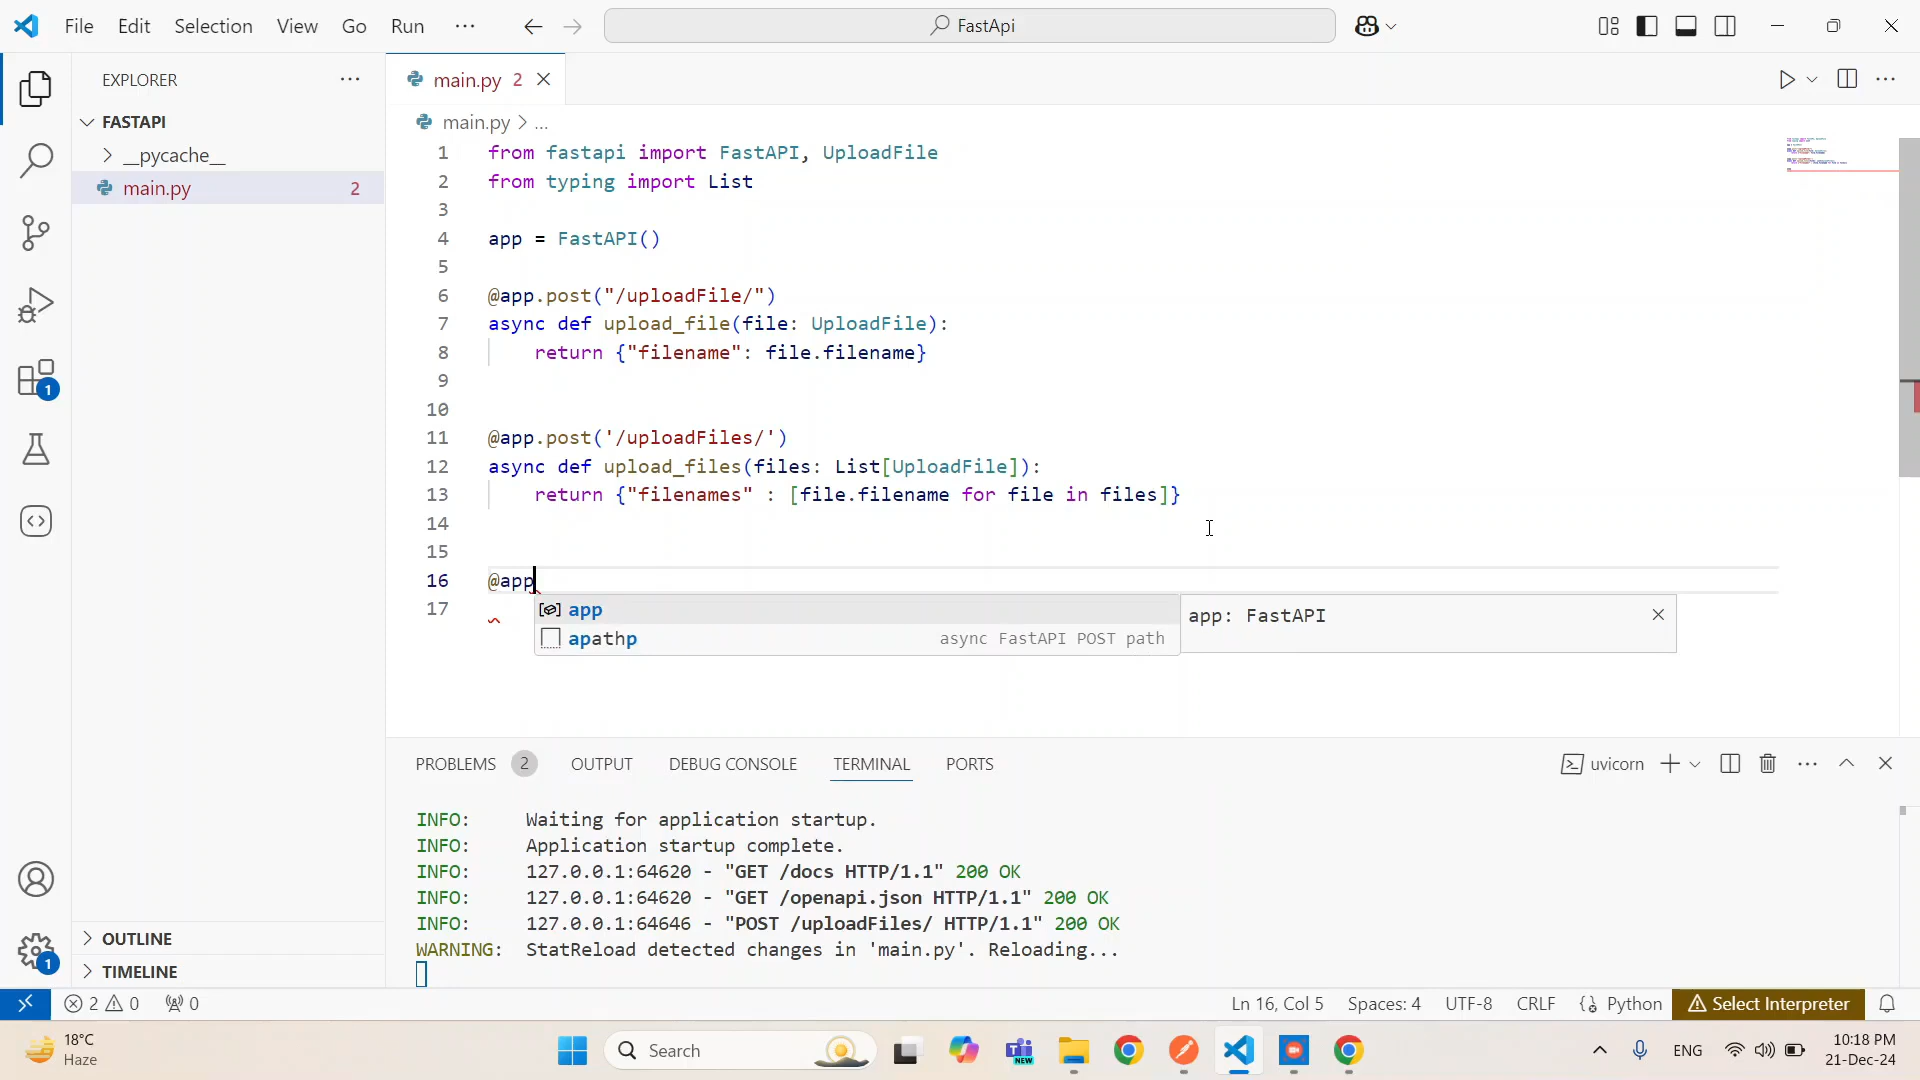 File Edit Selection View Go Run ··· FastApi
EXPLORER ···
FASTAPI
__pycache__
main.py 2
main.py 2
main.py > ...
1 from fastapi import FastAPI, UploadFile
2 from typing import List
3
4 app = FastAPI()
5
6 @app.post("/uploadFile/")
7 async def upload_file(file: UploadFile):
8 return {"filename": file.filename}
9
10
11 @app.post('/uploadFiles/')
12 async def upload_files(files: List[UploadFile]):
13 return {"filenames" : [file.filename for file in files]}
14
15
16 @app
17
app
apathp async FastAPI POST path
app: FastAPI
1
OUTLINE
TIMELINE
1
PROBLEMS 2 OUTPUT DEBUG CONSOLE TERMINAL PORTS uvicorn
INFO: Waiting for application startup.
INFO: Application startup complete.
INFO: 127.0.0.1:64620 - "GET /docs HTTP/1.1" 200 OK
INFO: 127.0.0.1:64620 - "GET /openapi.json HTTP/1.1" 200 OK
INFO: 127.0.0.1:64646 - "POST /uploadFiles/ HTTP/1.1" 200 OK
WARNING: StatReload detected changes in 'main.py'. Reloading...
2 0 0 Ln 16, Col 5 Spaces: 4 UTF-8 CRLF Python Select Interpreter
18°C
Haze
Search
NEW
ENG
10:18 PM
21-Dec-24